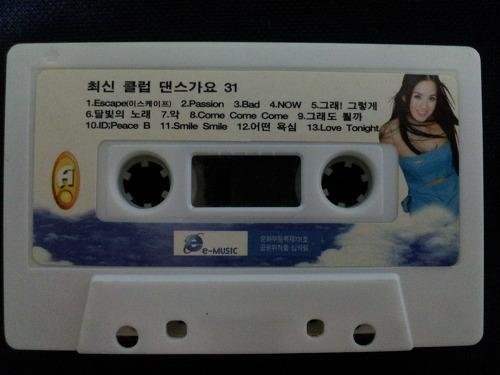 최신 클럽 댄스가요 31
1.Escape(이스케이프) 2.Passion 3.Bad 4.NOW 5.그래! 그렇게
6.달빛의 노래 7.악 8.Come Come Come 9.그래도 될까
10.ID;Peace B 11.Smile Smile 12.어떤 욕심 13.Love Tonight
A
e-MUSIC